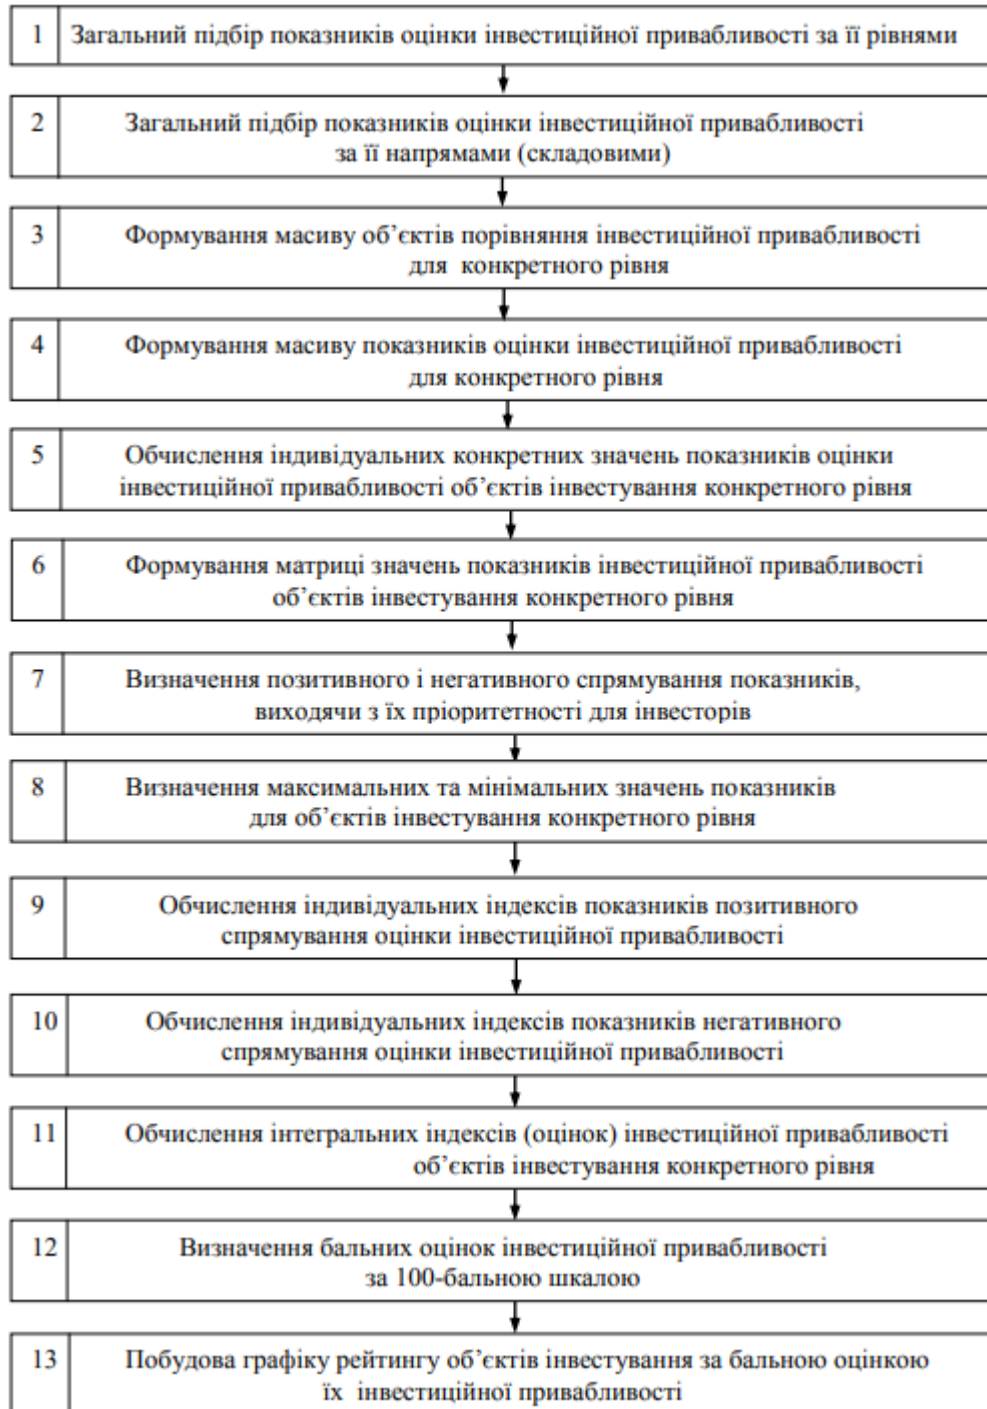 1 Загальний підбір показників оцінки інвестиційної привабливості за її рівнями
2 Загальний підбір показників оцінки інвестиційної привабливості
за її напрямами (складовими)
3 Формування масиву об’єктів порівняння інвестиційної привабливості
для конкретного рівня
4 Формування масиву показників оцінки інвестиційної привабливості
для конкретного рівня
5 Обчислення індивідуальних конкретних значень показників оцінки
інвестиційної привабливості об’єктів інвестування конкретного рівня
6 Формування матриці значень показників інвестиційної привабливості
об’єктів інвестування конкретного рівня
7 Визначення позитивного і негативного спрямування показників,
виходячи з їх пріоритетності для інвесторів
8 Визначення максимальних та мінімальних значень показників
для об’єктів інвестування конкретного рівня
9 Обчислення індивідуальних індексів показників позитивного
спрямування оцінки інвестиційної привабливості
10 Обчислення індивідуальних індексів показників негативного
спрямування оцінки інвестиційної привабливості
11 Обчислення інтегральних індексів (оцінок) інвестиційної привабливості
об’єктів інвестування конкретного рівня
12 Визначення бальних оцінок інвестиційної привабливості
за 100-бальною шкалою
13 Побудова графіку рейтингу об’єктів інвестування за бальною оцінкою
їх інвестиційної привабливості